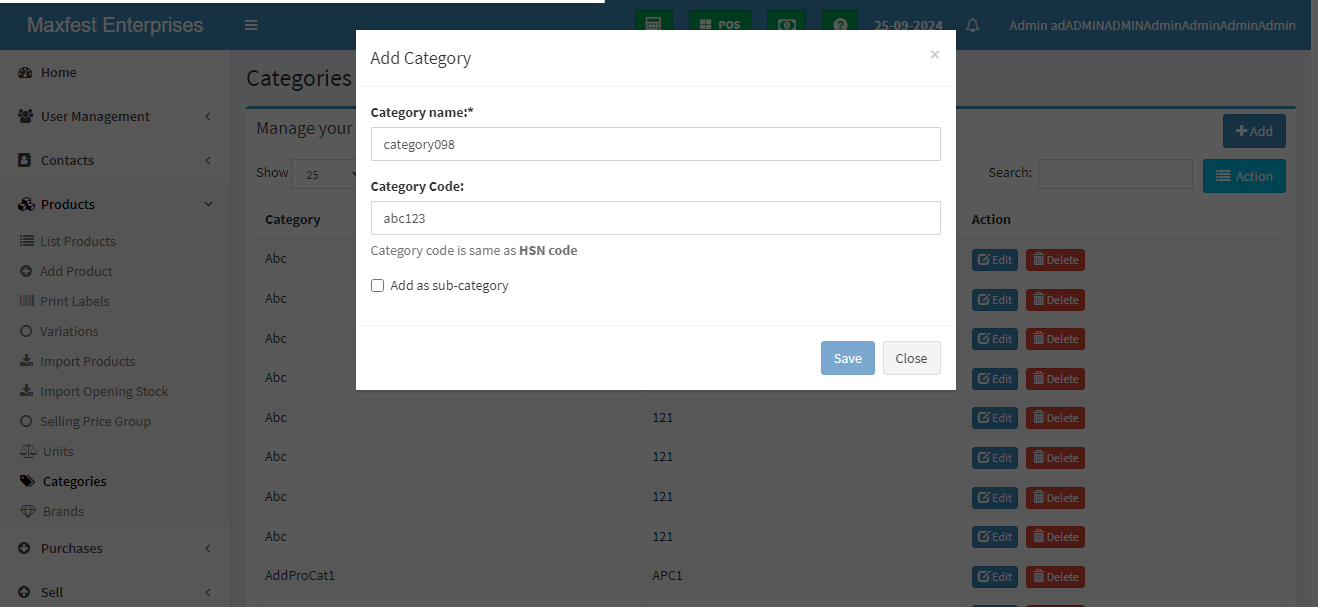 Maxfest Enterprises
POS
25-09-2024
Admin adADMINADMINAdminAdminAdminAdmin
Home
User Management
Contacts
Products
List Products
Add Product
Print Labels
Variations
Import Products
Import Opening Stock
Selling Price Group
Units
Categories
Brands
Purchases
Sell
Categories
Manage your
Add
Show 25
Search:
Action
Category
Action
Abc
Edit Delete
Abc
Edit Delete
Abc
Edit Delete
Abc
Edit Delete
Abc 121 Edit Delete
Abc 121 Edit Delete
Abc 121 Edit Delete
Abc 121 Edit Delete
AddProCat1 APC1 Edit Delete
Add Category
×
Category name:*
category098
Category Code:
abc123
Category code is same as HSN code
Add as sub-category
Save Close